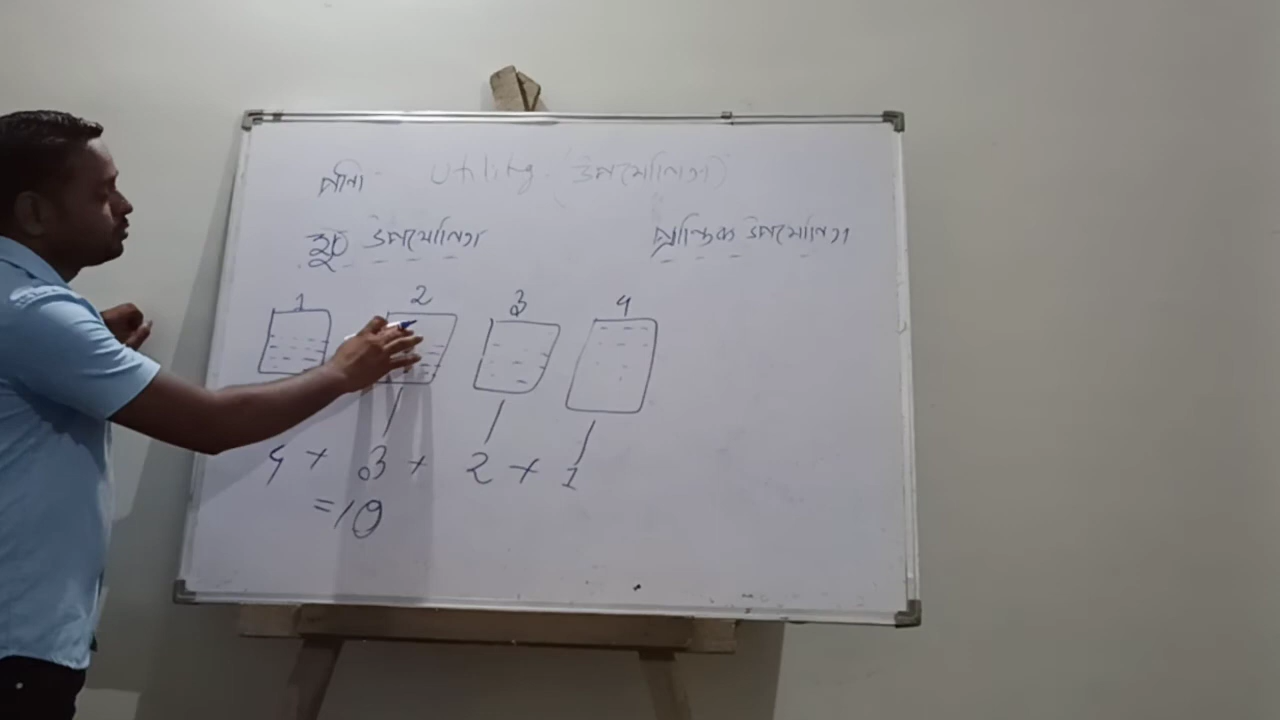 Utility. (উপযোগিতা)
মোট উপযোগিতা প্রান্তিক উপযোগিতা
1 2 3 4
4 + 3 + 2 + 1
=10